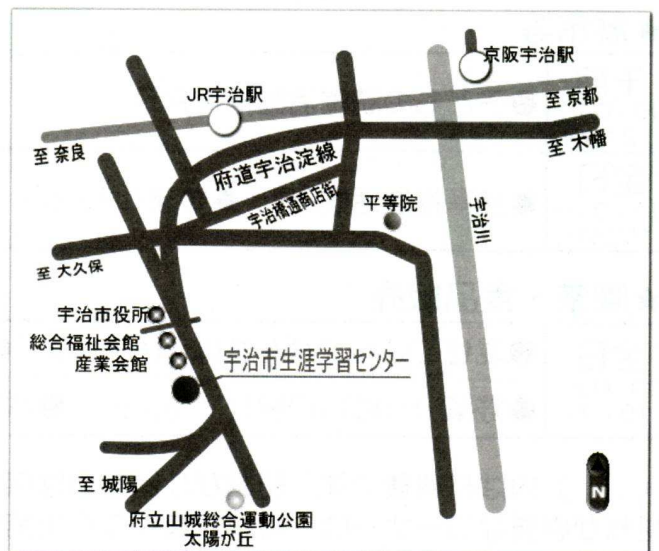 京阪宇治駅
JR宇治駅
至 京都
至 奈良
至 木幡
府道宇治淀線
宇治橋通商店街
平等院
宇治川
至 大久保
宇治市役所
総合福祉会館
産業会館
宇治市生涯学習センター
至 城陽
府立山城総合運動公園
太陽が丘
N